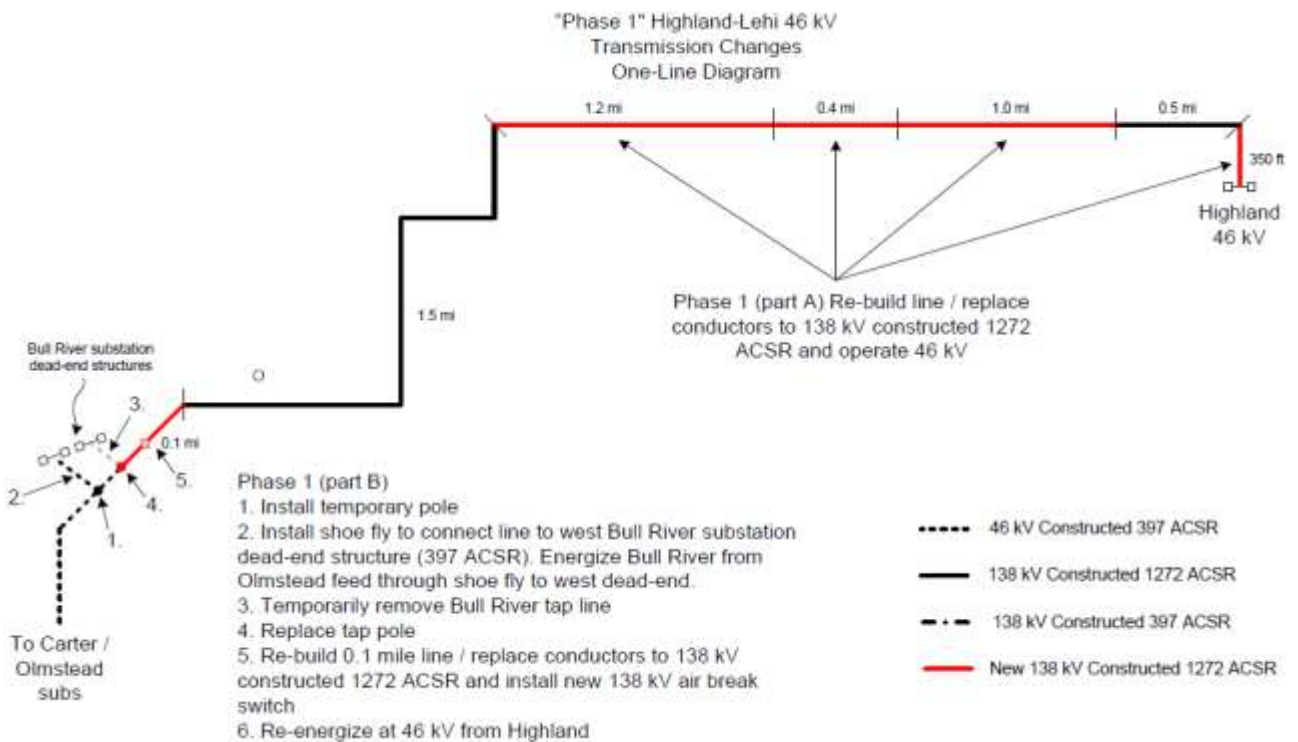 "Phase 1" Highland-Lehi 46 kV
Transmission Changes
One-Line Diagram
1.2 mi
0.4 mi
1.0 mi
0.5 mi
350 ft
Highland
46 kV
Phase 1 (part A) Re-build line / replace
conductors to 138 kV constructed 1272
ACSR and operate 46 kV
1.5 mi
Bull River substation
dead-end structures
3.
0.1 mi
5.
2.
4.
1.
To Carter /
Olmstead
subs
Phase 1 (part B)
1. Install temporary pole
2. Install shoe fly to connect line to west Bull River substation
dead-end structure (397 ACSR). Energize Bull River from
Olmstead feed through shoe fly to west dead-end.
3. Temporarily remove Bull River tap line
4. Replace tap pole
5. Re-build 0.1 mile line / replace conductors to 138 kV
constructed 1272 ACSR and install new 138 kV air break
switch
6. Re-energize at 46 kV from Highland
46 kV Constructed 397 ACSR
138 kV Constructed 1272 ACSR
138 kV Constructed 397 ACSR
New 138 kV Constructed 1272 ACSR